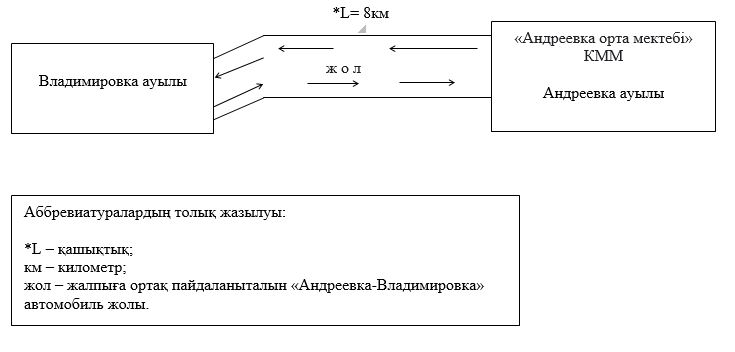 *L= 8км
«Андреевка орта мектебі»
КММ
ж о л
Владимировка ауылы
Андреевка ауылы
Аббревиатуралардың толық жазылуы:
*L – қашықтық;
км – километр;
жол – жалпыға ортақ пайдаланыталын «Андреевка-Владимировка»
автомобиль жолы.